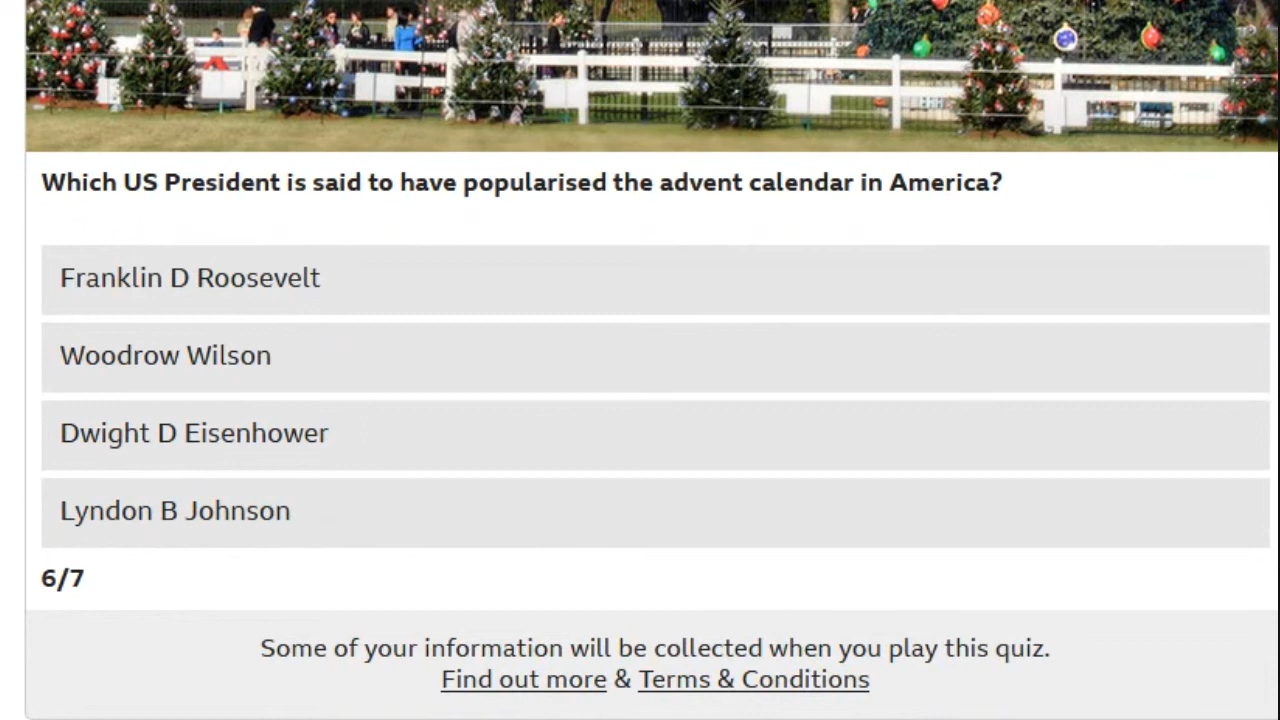 Which US President is said to have popularised the advent calendar in America?
Franklin D Roosevelt
Woodrow Wilson
Dwight D Eisenhower
Lyndon B Johnson
6/7
Some of your information will be collected when you play this quiz.
Find out more & Terms & Conditions